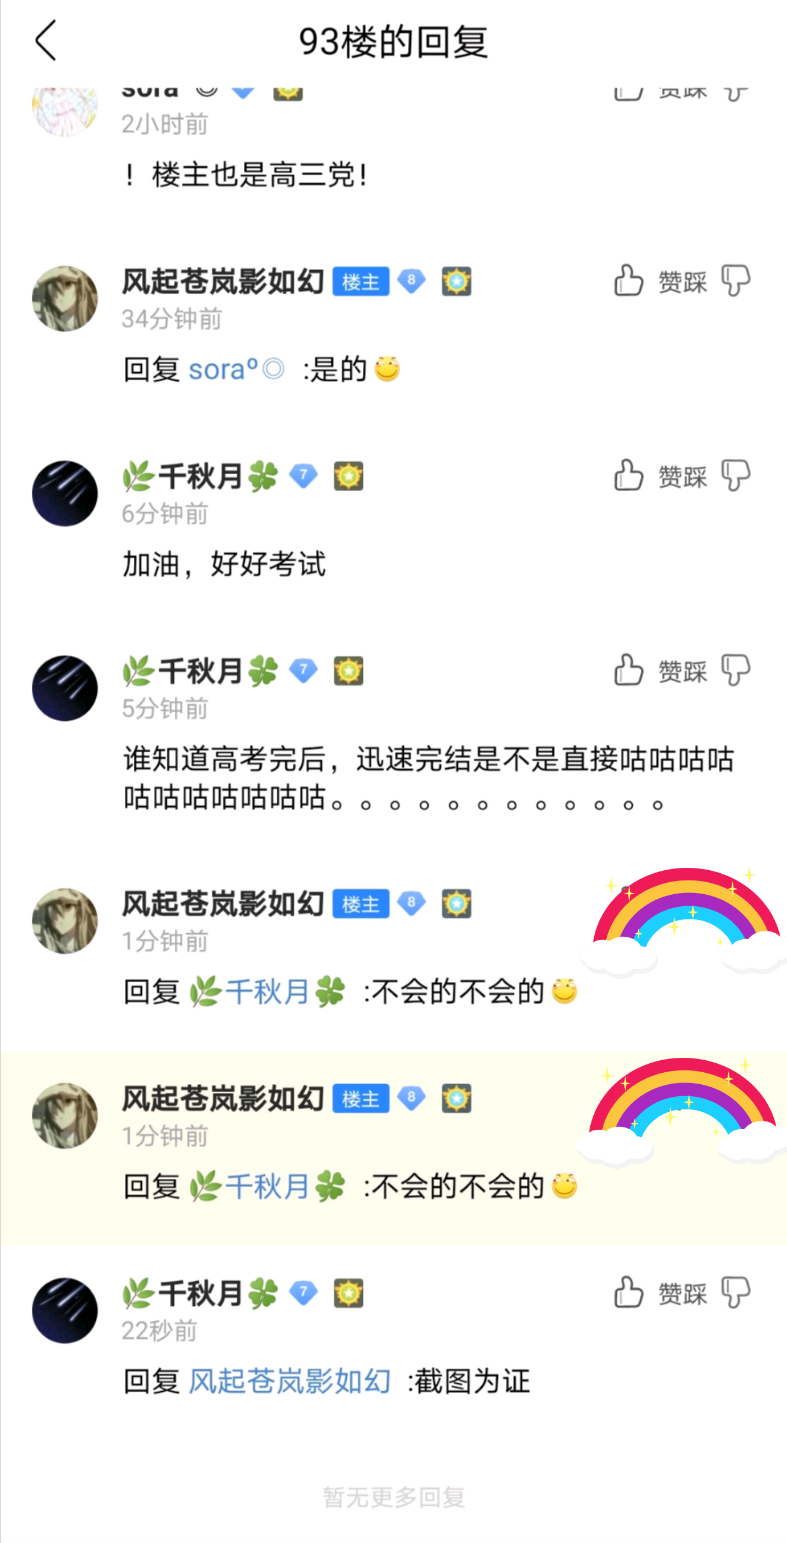 93楼的回复
sora ◎
赞踩
2小时前
！楼主也是高三党！
风起苍岚影如幻 楼主 8
赞踩
34分钟前
回复 soraº◎ :是的
千秋月 7
赞踩
6分钟前
加油，好好考试
千秋月 7
赞踩
5分钟前
谁知道高考完后，迅速完结是不是直接咕咕咕咕
咕咕咕咕咕咕咕。。。。。。。。。。。。
风起苍岚影如幻 楼主 8
1分钟前
回复 千秋月 :不会的不会的
风起苍岚影如幻 楼主 8
1分钟前
回复 千秋月 :不会的不会的
千秋月 7
赞踩
22秒前
回复 风起苍岚影如幻 :截图为证
暂无更多回复